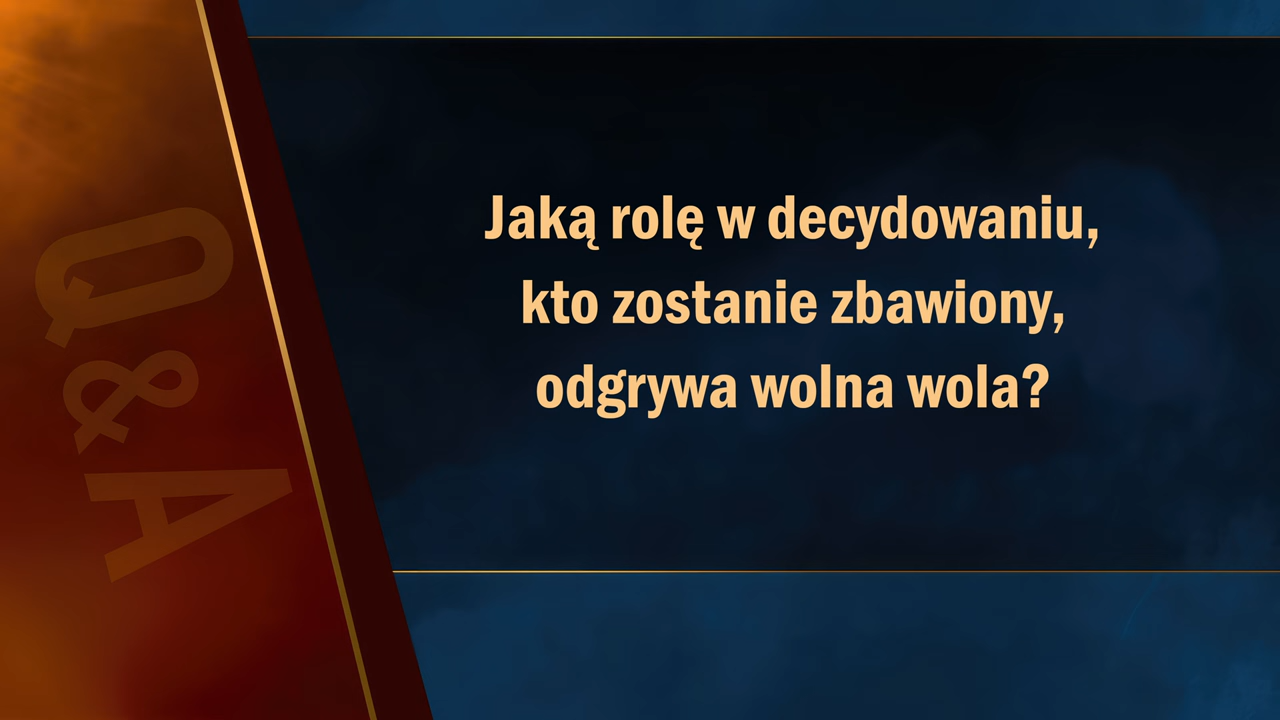 Q & A
Jaką rolę w decydowaniu,
kto zostanie zbawiony,
odgrywa wolna wola?